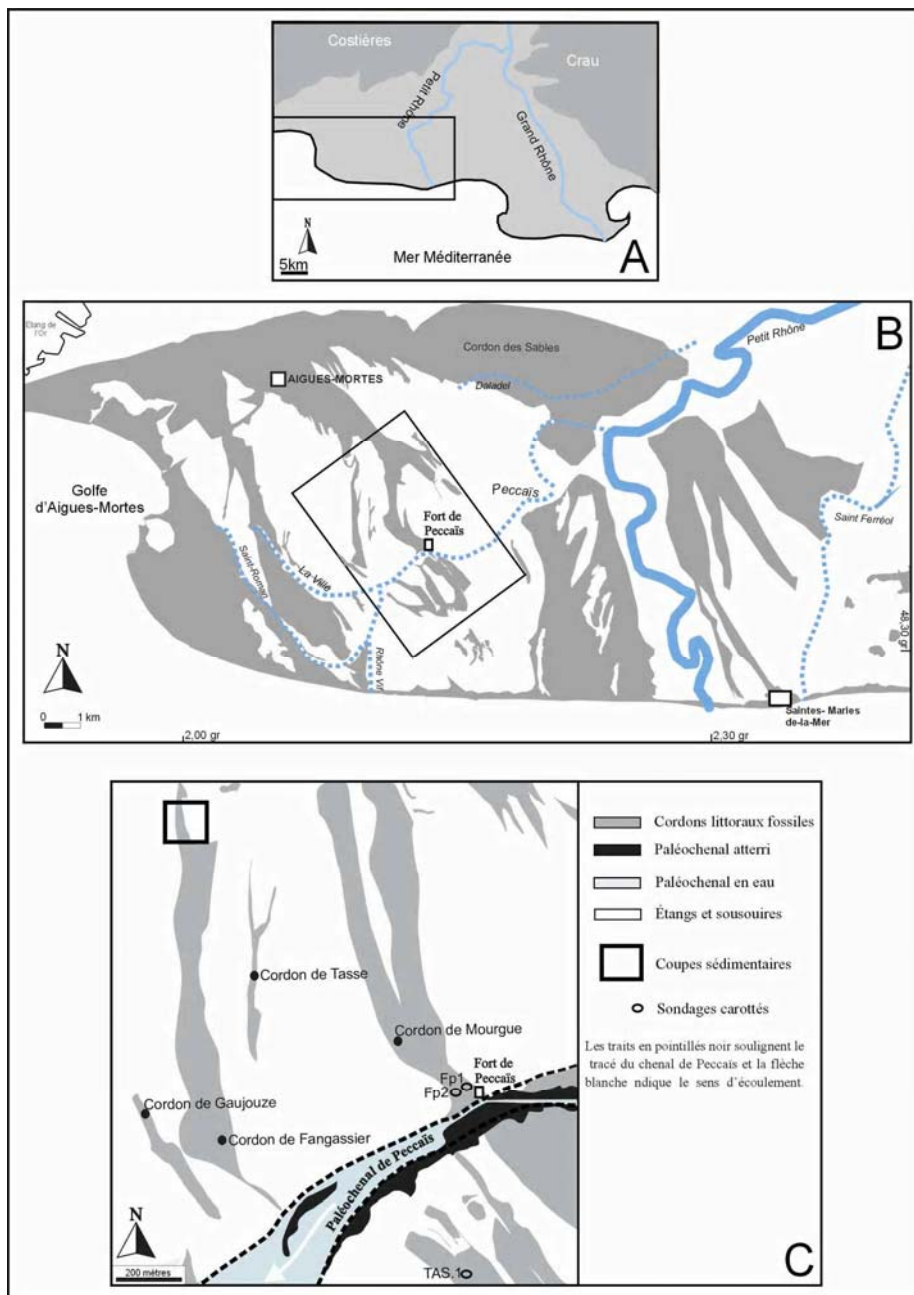 Costières
Crau
Petit Rhône
Grand Rhône
N
5km
Mer Méditerranée
A
Etang de
l'Or
B
Petit Rhône
Cordon des Sables
AIGUES-MORTES
Daladel
Golfe
d'Aigues-Mortes
Peccaïs
Saint Ferréol
Fort de
Peccaïs
La Ville
Saint-Roman
Rhône Vif
48,30 gr
N
0 1 km
Saintes- Maries
de-la-Mer
2,00 gr
2,30 gr
Cordons littoraux fossiles
Paléochenal atterri
Paléochenal en eau
Étangs et sousouires
Coupes sédimentaires
Sondages carottés
Les traits en pointillés noir soulignent le
tracé du chenal de Peccaïs et la flèche
blanche ndique le sens d'écoulement.
Cordon de Tasse
Cordon de Mourgue
Fort de
Peccaïs
Fp1
Fp2
Cordon de Gaujouze
Cordon de Fangassier
Paléochenal de Peccaïs
N
200 mètres
TAS.1
C